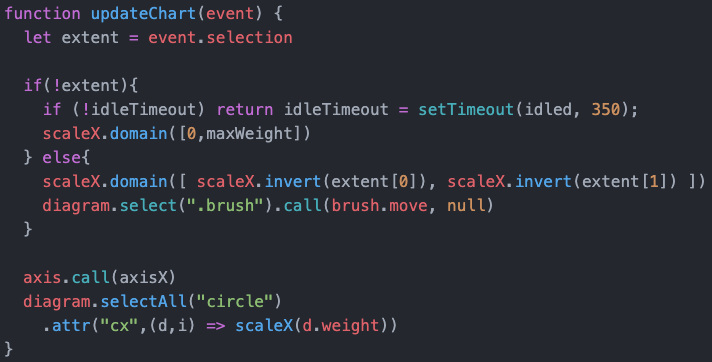 function updateChart(event) {
  let extent = event.selection

  if(!extent){
    if (!idleTimeout) return idleTimeout = setTimeout(idled, 350);
    scaleX.domain([0,maxWeight])
  } else{
    scaleX.domain([ scaleX.invert(extent[0]), scaleX.invert(extent[1]) ])
    diagram.select(".brush").call(brush.move, null)
  }

  axis.call(axisX)
  diagram.selectAll("circle")
    .attr("cx",(d,i) => scaleX(d.weight))
}